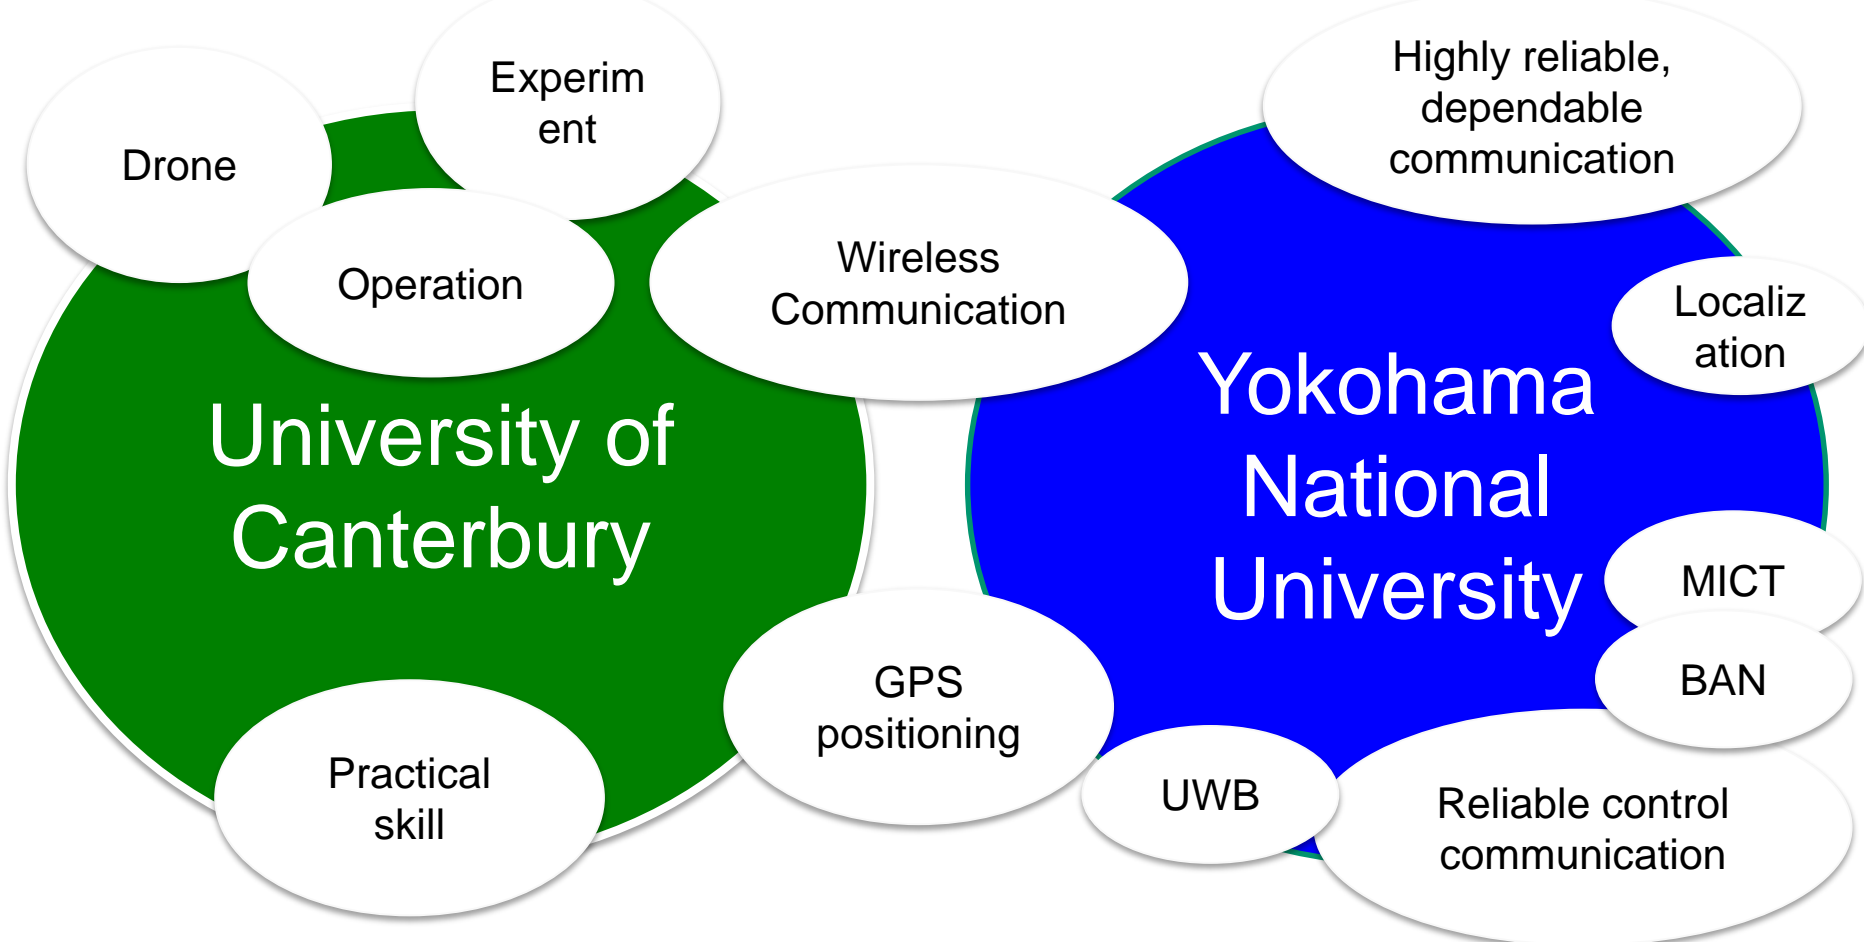 Drone
Experim
ent
Operation
Wireless
Communication
Highly reliable,
dependable
communication
Localiz
ation
University of
Canterbury
Yokohama
National
University
MICT
BAN
GPS
positioning
UWB
Reliable control
communication
Practical
skill